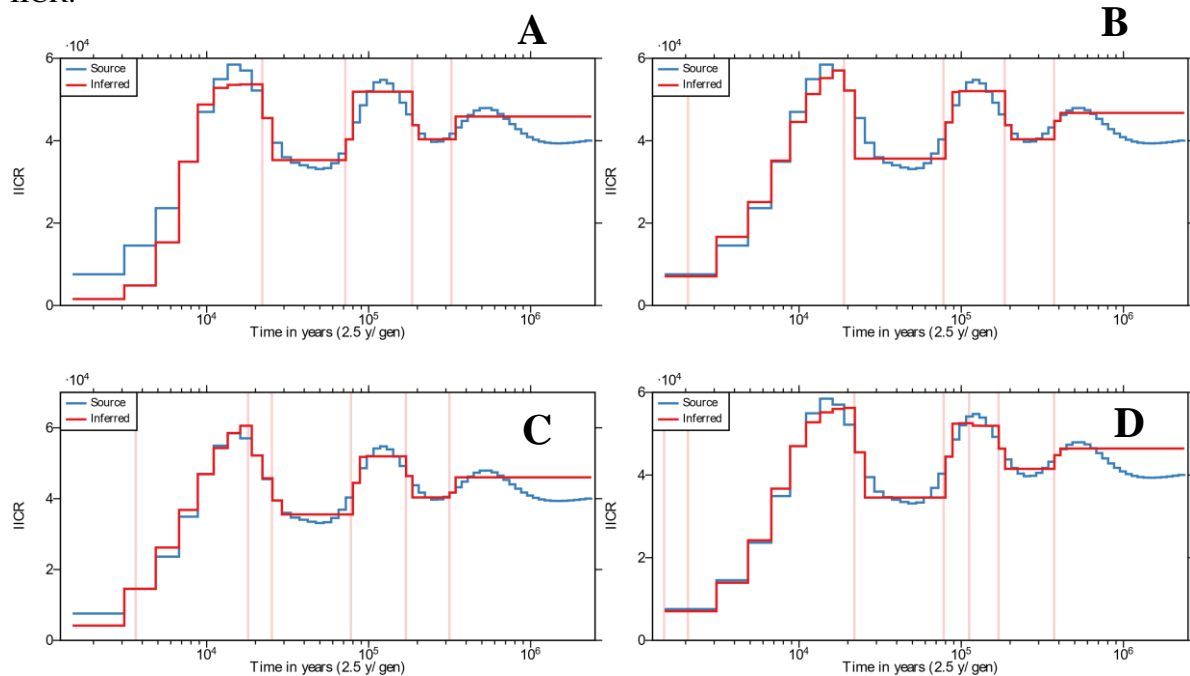 IICR.
A
B
·10⁴
·10⁴
6
4
2
0
IICR
Source
Inferred
10⁴
10⁵
10⁶
Time in years (2.5 y/ gen)
6
4
2
0
IICR
Source
Inferred
10⁴
10⁵
10⁶
Time in years (2.5 y/ gen)
·10⁴
·10⁴
6
4
2
0
IICR
Source
Inferred
C
10⁴
10⁵
10⁶
Time in years (2.5 y/ gen)
6
4
2
0
IICR
Source
Inferred
D
10⁴
10⁵
10⁶
Time in years (2.5 y/ gen)